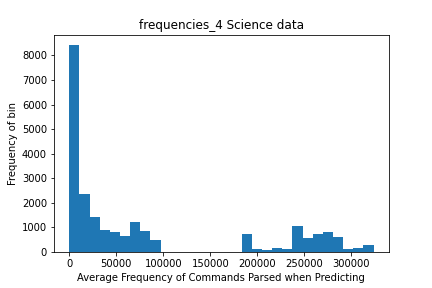 frequencies_4 Science data
Frequency of bin
8000
7000
6000
5000
4000
3000
2000
1000
0
0 50000 100000 150000 200000 250000 300000
Average Frequency of Commands Parsed when Predicting